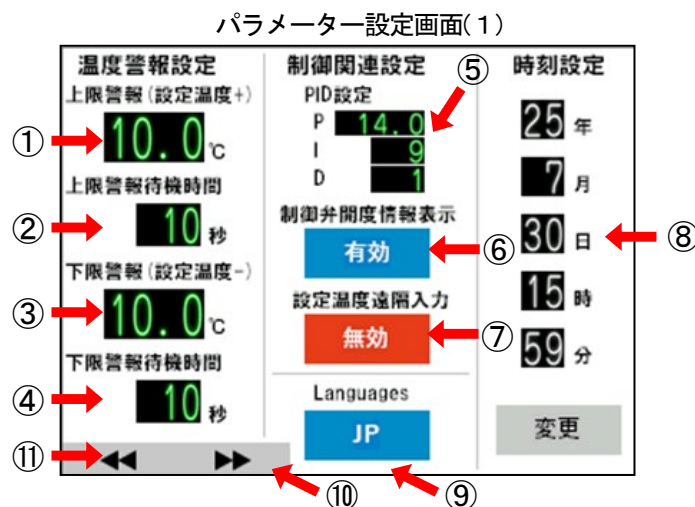 パラメーター設定画面(1)
温度警報設定
上限警報(設定温度+)
① 10.0 ℃
上限警報待機時間
② 10 秒
下限警報(設定温度-)
③ 10.0 ℃
下限警報待機時間
④ 10 秒
⑪ ◀◀ ▶▶
⑩
制御関連設定
⑤
PID設定
P 14.0
I 9
D 1
制御弁開度情報表示
有効 ⑥
設定温度遠隔入力
無効 ⑦
Languages
JP
⑨
時刻設定
25 年
7 月
30 日 ⑧
15 時
59 分
変更